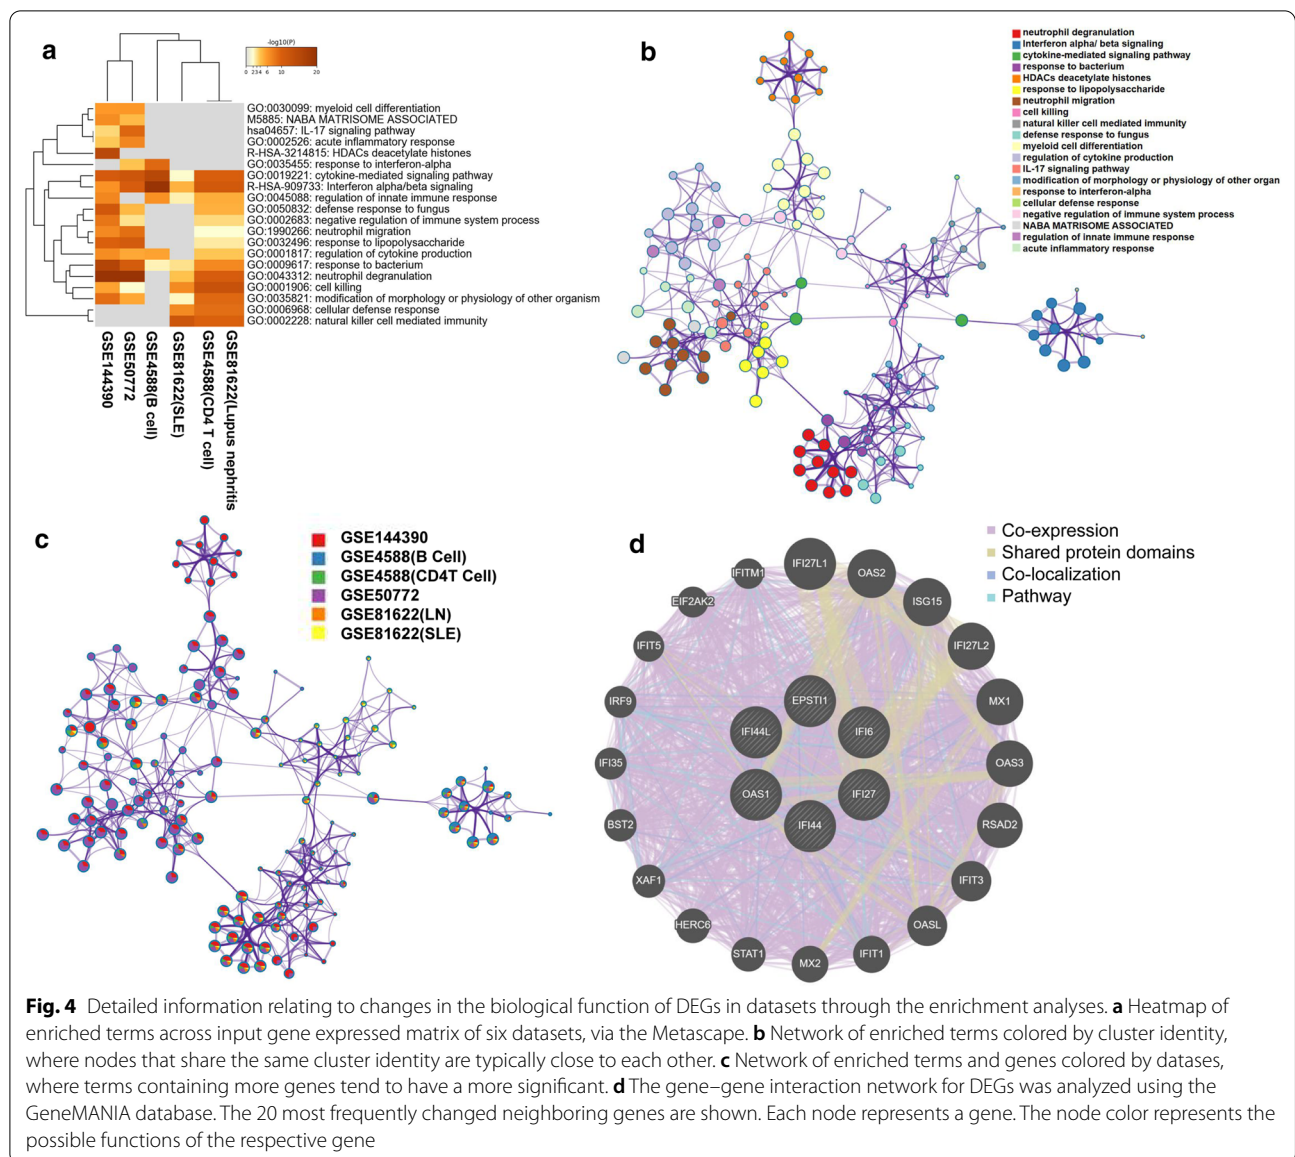 a
-log10(P)
0 2 3 4 6 10 20
GO:0030099: myeloid cell differentiation
M5885: NABA MATRISOME ASSOCIATED
hsa04657: IL-17 signaling pathway
GO:0002526: acute inflammatory response
R-HSA-3214815: HDACs deacetylate histones
GO:0035455: response to interferon-alpha
GO:0019221: cytokine-mediated signaling pathway
R-HSA-909733: Interferon alpha/beta signaling
GO:0045088: regulation of innate immune response
GO:0050832: defense response to fungus
GO:0002683: negative regulation of immune system process
GO:1990266: neutrophil migration
GO:0032496: response to lipopolysaccharide
GO:0001817: regulation of cytokine production
GO:0009617: response to bacterium
GO:0043312: neutrophil degranulation
GO:0001906: cell killing
GO:0035821: modification of morphology or physiology of other organism
GO:0006968: cellular defense response
GO:0002228: natural killer cell mediated immunity
GSE144390
GSE50772
GSE4588(B cell)
GSE81622(SLE)
GSE4588(CD4 T cell)
GSE81622(Lupus nephritis
b
neutrophil degranulation
Interferon alpha/ beta signaling
cytokine-mediated signaling pathway
response to bacterium
HDACs deacetylate histones
response to lipopolysaccharide
neutrophil migration
cell killing
natural killer cell mediated immunity
defense response to fungus
myeloid cell differentiation
regulation of cytokine production
IL-17 signaling pathway
modification of morphology or physiology of other organ
response to interferon-alpha
cellular defense response
negative regulation of immune system process
NABA MATRISOME ASSOCIATED
regulation of innate immune response
acute inflammatory response
c
GSE144390
GSE4588(B Cell)
GSE4588(CD4T Cell)
GSE50772
GSE81622(LN)
GSE81622(SLE)
d
Co-expression
Shared protein domains
Co-localization
Pathway
IFI27L1
OAS2
ISG15
IFI27L2
MX1
OAS3
RSAD2
IFIT3
OASL
IFIT1
MX2
STAT1
HERC6
XAF1
BST2
IFI35
IRF9
IFIT5
EIF2AK2
IFITM1
EPSTI1
IFI6
IFI27
IFI44
OAS1
IFI44L
Fig. 4 Detailed information relating to changes in the biological function of DEGs in datasets through the enrichment analyses. a Heatmap of
enriched terms across input gene expressed matrix of six datasets, via the Metascape. b Network of enriched terms colored by cluster identity,
where nodes that share the same cluster identity are typically close to each other. c Network of enriched terms and genes colored by datases,
where terms containing more genes tend to have a more significant. d The gene–gene interaction network for DEGs was analyzed using the
GeneMANIA database. The 20 most frequently changed neighboring genes are shown. Each node represents a gene. The node color represents the
possible functions of the respective gene